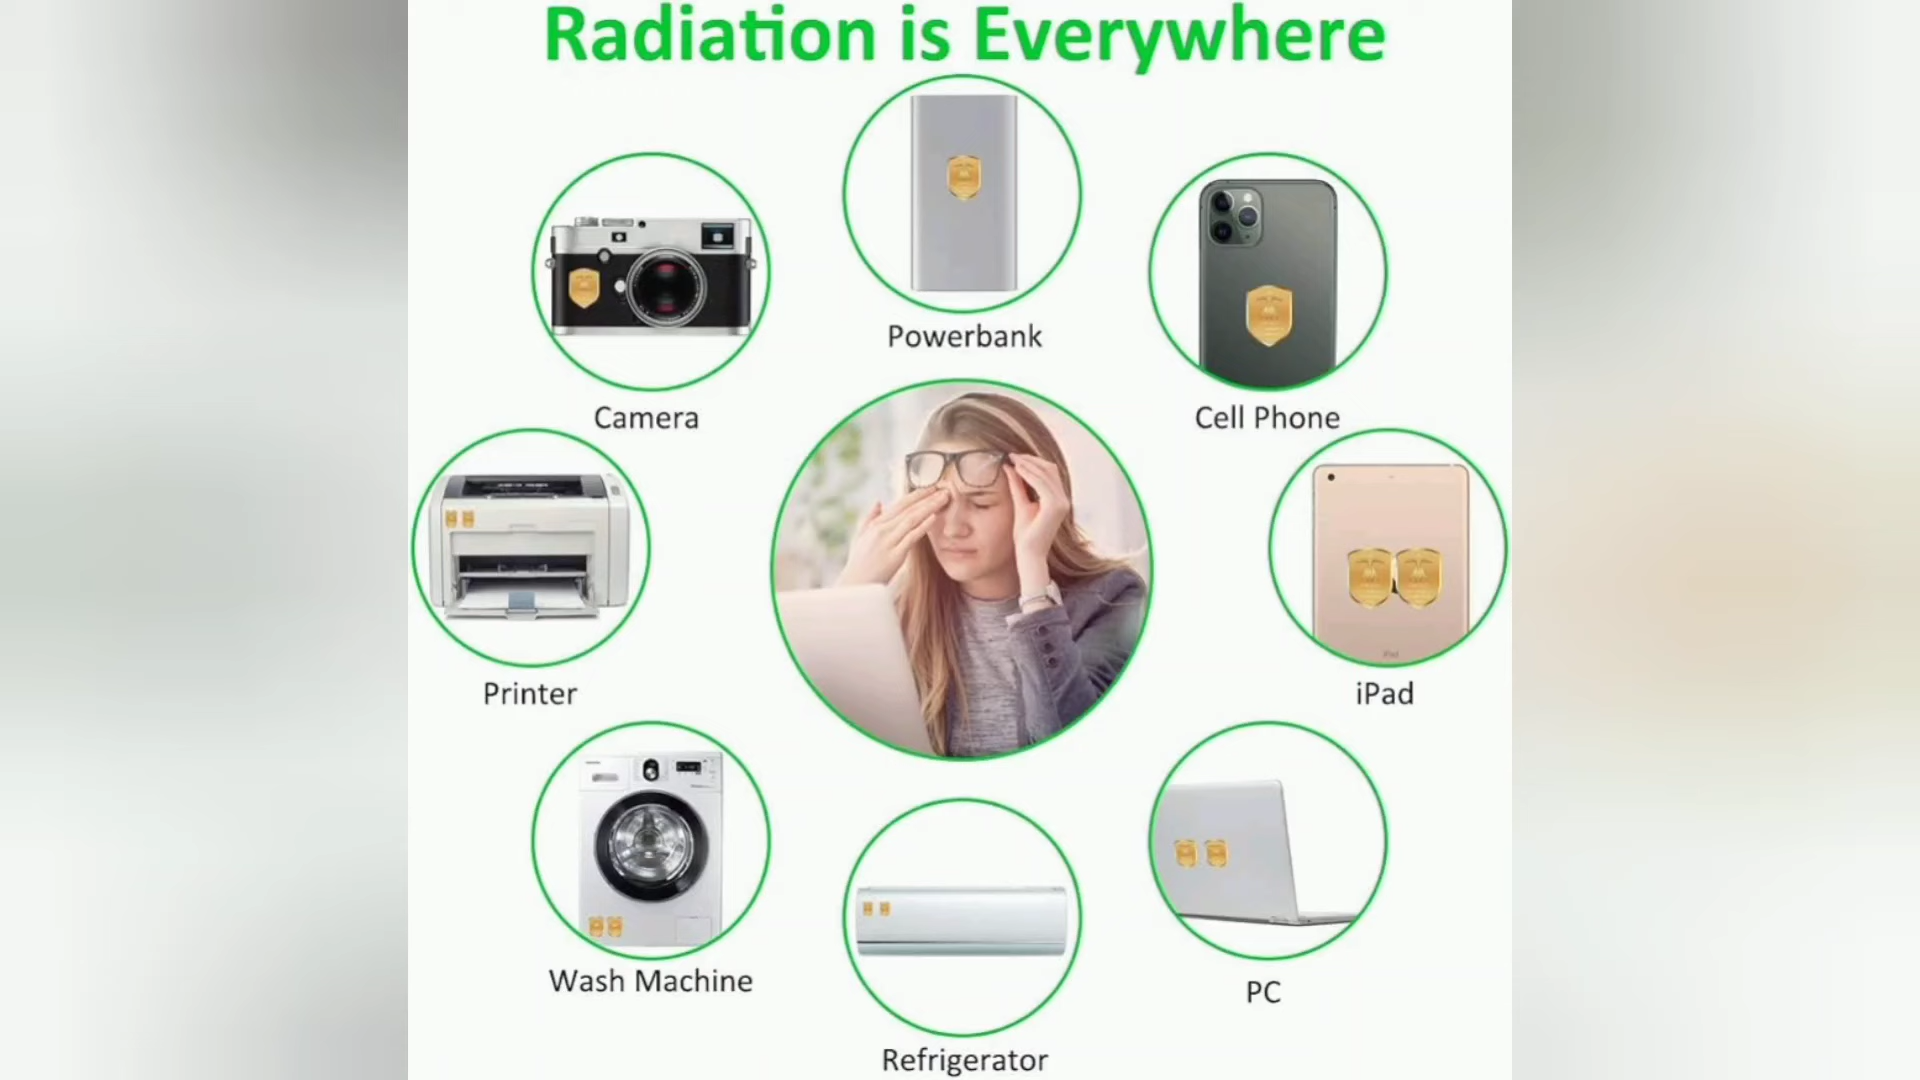 Radiation is Everywhere
Powerbank
Camera
Cell Phone
Printer
iPad
Wash Machine
PC
Refrigerator